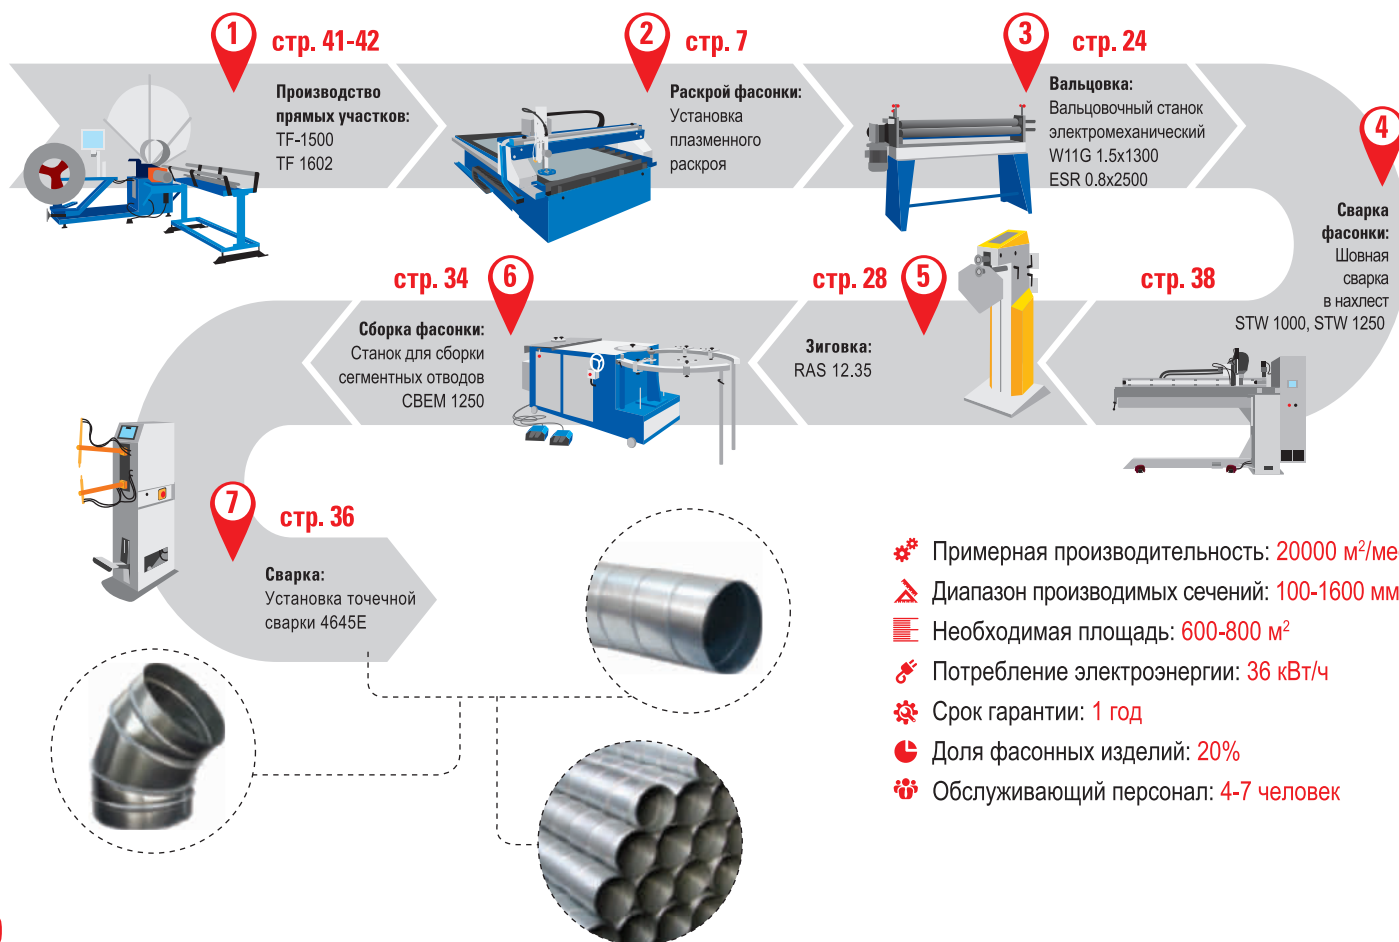 1
стр. 41-42
Производство
прямых участков:
TF-1500
TF 1602
2
стр. 7
Раскрой фасонки:
Установка
плазменного
раскроя
3
стр. 24
Вальцовка:
Вальцовочный станок
электромеханический
W11G 1.5x1300
ESR 0.8x2500
4
Сварка
фасонки:
Шовная
сварка
в нахлест
STW 1000, STW 1250
стр. 38
5
стр. 28
Зиговка:
RAS 12.35
6
стр. 34
Сборка фасонки:
Станок для сборки
сегментных отводов
CBEM 1250
7
стр. 36
Сварка:
Установка точечной
сварки 4645E
Примерная производительность: 20000 м²/ме
Диапазон производимых сечений: 100-1600 мм
Необходимая площадь: 600-800 м²
Потребление электроэнергии: 36 кВт/ч
Срок гарантии: 1 год
Доля фасонных изделий: 20%
Обслуживающий персонал: 4-7 человек